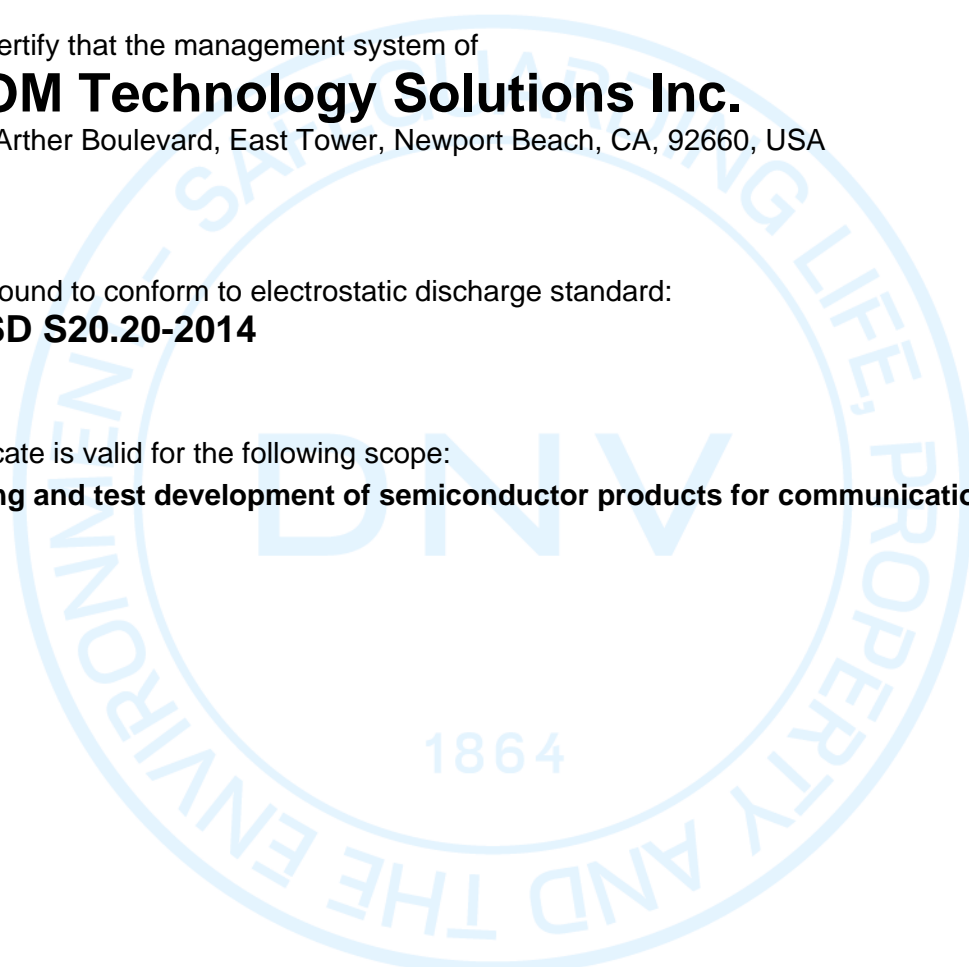 ertify that the management system of
OM Technology Solutions Inc.
Arther Boulevard, East Tower, Newport Beach, CA, 92660, USA
ound to conform to electrostatic discharge standard:
SD S20.20-2014
cate is valid for the following scope:
ng and test development of semiconductor products for communicatio
SAFEGUARDING LIFE, PROPERTY AND THE ENVIRONMEN –
DNV
1864